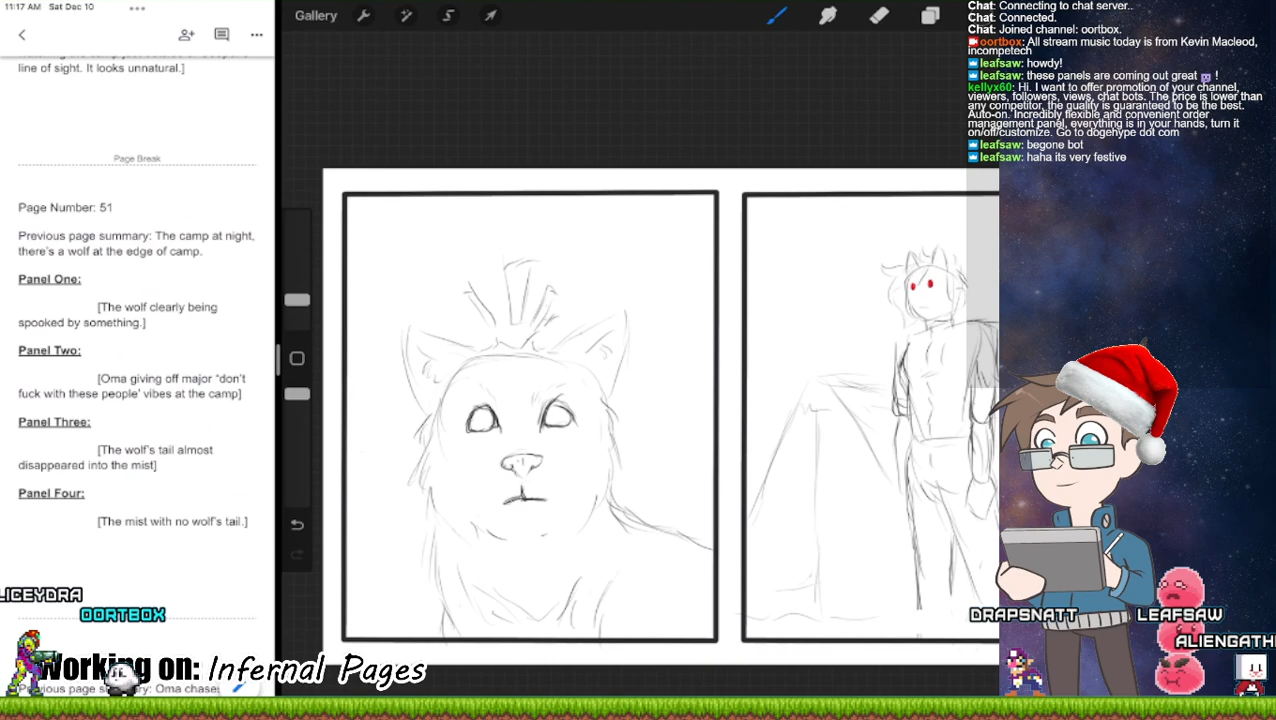 11:17 AM Sat Dec 10
line of sight. It looks unnatural.]
Page Break
Page Number: 51
Previous page summary: The camp at night,
there's a wolf at the edge of camp.
Panel One:
[The wolf clearly being
spooked by something.]
Panel Two:
[Oma giving off major “don't
fuck with these people' vibes at the camp]
Panel Three:
[The wolf's tail almost
disappeared into the mist]
Panel Four:
[The mist with no wolf's tail.]
Gallery
Chat: Connecting to chat server..
Chat: Connected.
Chat: Joined channel: oortbox.
oortbox: All stream music today is from Kevin Macleod,
incompetech
leafsaw: howdy!
leafsaw: these panels are coming out great !
kellyx60: Hi. I want to offer promotion of your channel,
viewers, followers, views, chat bots. The price is lower than
any competitor, the quality is guaranteed to be the best.
Auto-on. Incredibly flexible and convenient order
management panel, everything is in your hands, turn it
on/off/customize. Go to dogehype dot com
leafsaw: begone bot
leafsaw: haha its very festive
LICEYDRA
OORTBOX
DRAPSNATT
LEAFSAW
ALIENGATH
Working on: Infernal Pages
Previous page Oma chase